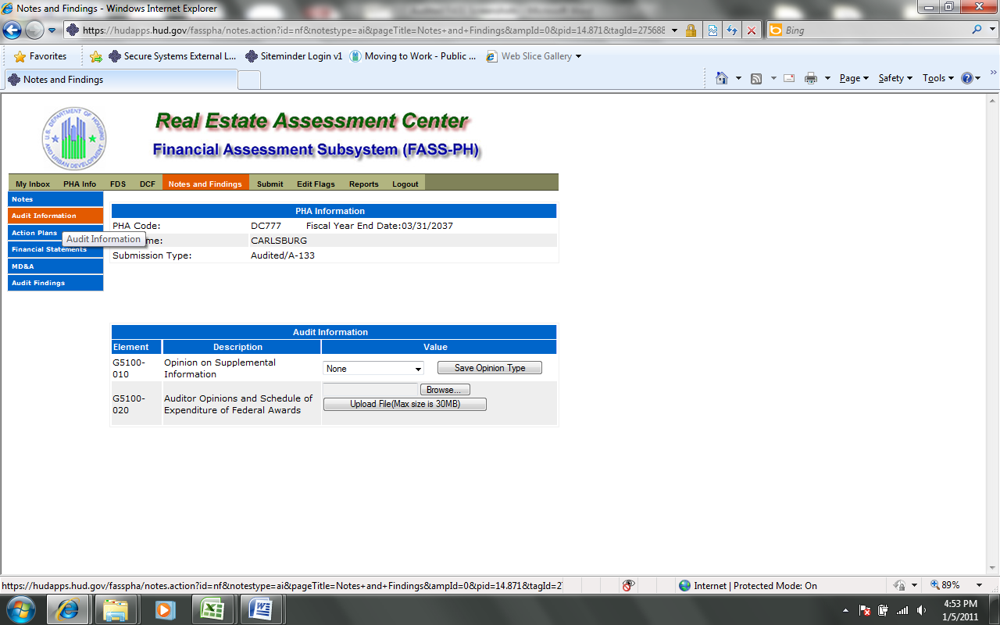 Notes and Findings - Windows Internet Explorer
https://hudapps.hud.gov/fasspha/notes.action?id=nf&notestype=ai&pageTitle=Notes+and+Findings&ampId=0&pid=14.871&tagId=275688
Bing
Favorites
Secure Systems External L...
Siteminder Login v1
Moving to Work - Public ...
Web Slice Gallery
Notes and Findings
Page
Safety
Tools
U.S. DEPARTMENT OF HOUSING AND URBAN DEVELOPMENT
Real Estate Assessment Center
Financial Assessment Subsystem (FASS-PH)
My Inbox PHA Info FDS DCF Notes and Findings Submit Edit Flags Reports Logout
Notes
Audit Information
Action Plans
Audit Information
Financial Statements
MD&A
Audit Findings
PHA Information
PHA Code: DC777 Fiscal Year End Date:03/31/2037
me: CARLSBURG
Submission Type: Audited/A-133
Audit Information
Element Description Value
G5100-
010
Opinion on Supplemental
Information
None
Save Opinion Type
G5100-
020
Auditor Opinions and Schedule of
Expenditure of Federal Awards
Browse...
Upload File(Max size is 30MB)
https://hudapps.hud.gov/fasspha/notes.action?id=nf&notestype=ai&pageTitle=Notes+and+Findings&ampId=0&pid=14.871&tagId=2
Internet | Protected Mode: On
89%
4:53 PM
1/5/2011